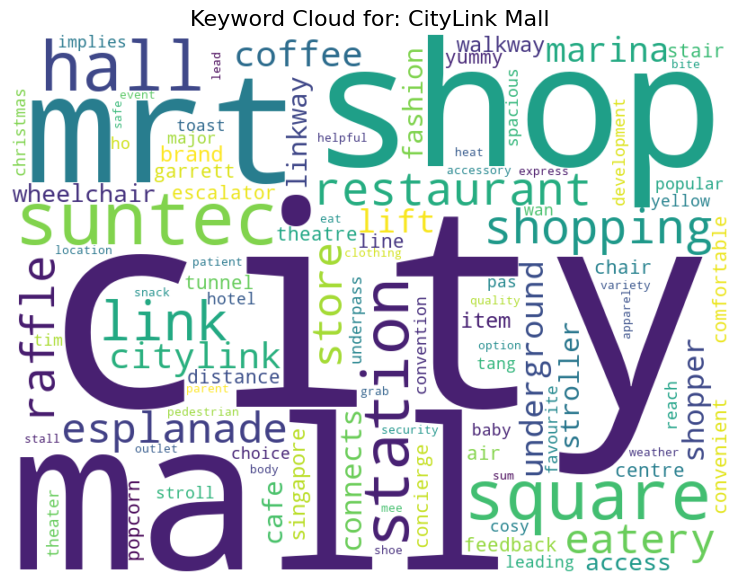 Keyword Cloud for: CityLink Mall
implies
lead
coffee
walkway
yummy
marina
stair
bite
hall
shop
mrt
christmas
safe
event
ho
toast
major
brand
garrett
linkway
helpful
fashion
spacious
heat
accessory
express
development
popular
yellow
wheelchair
escalator
restaurant
suntec
theatre
eat
lift
line
clothing
wan
shopping
comfortable
location
patient
city
raffle
snack
tunnel
hotel
link
store
underpass
station
convention
pas
item
quality
option
tang
chair
variety
apparel
underground
stroller
tim
citylink
distance
parent
grab
reach
shopper
favourite
convenient
pedestrian
esplanade
stall
outlet
choice
body
singapore
security
baby
weather
centre
mall
theater
popcorn
stroll
cafe
connects
mee
shoe
concierge
air
sum
square
cosy
feedback
eatery
leading
access